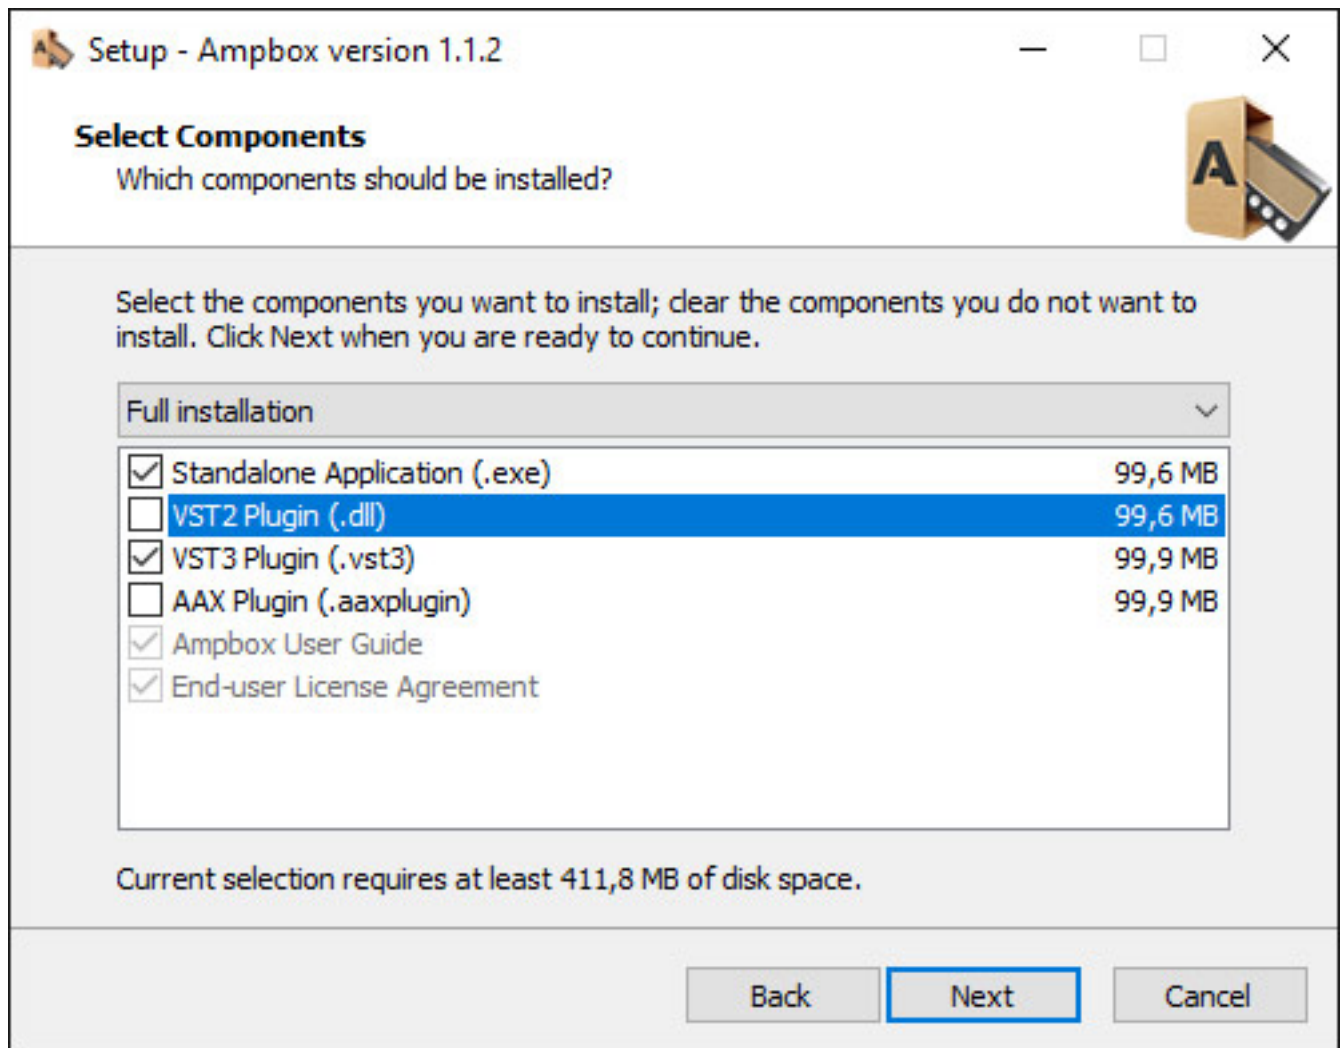 Setup - Ampbox version 1.1.2
Select Components
Which components should be installed?
A
Select the components you want to install; clear the components you do not want to
install. Click Next when you are ready to continue.
Full installation
Standalone Application (.exe) 99,6 MB
VST2 Plugin (.dll) 99,6 MB
VST3 Plugin (.vst3) 99,9 MB
AAX Plugin (.aaxplugin) 99,9 MB
Ampbox User Guide
End-user License Agreement
Current selection requires at least 411,8 MB of disk space.
Back Next Cancel